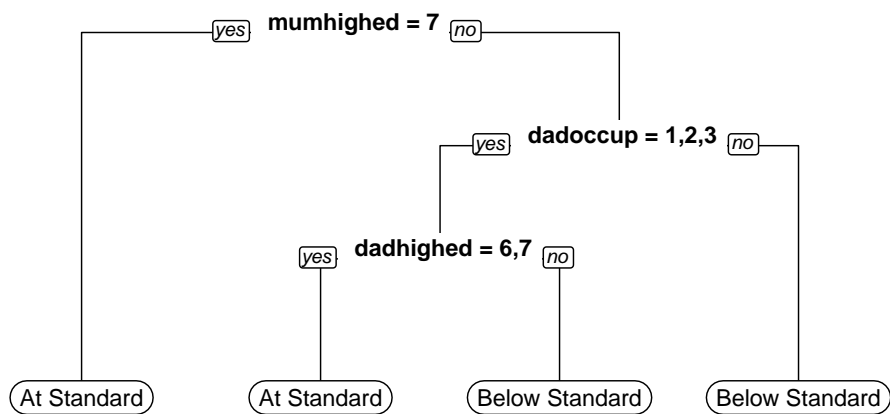 yes mumhighed = 7 no
yes dadoccup = 1,2,3 no
yes dadhighed = 6,7 no
At Standard At Standard Below Standard Below Standard